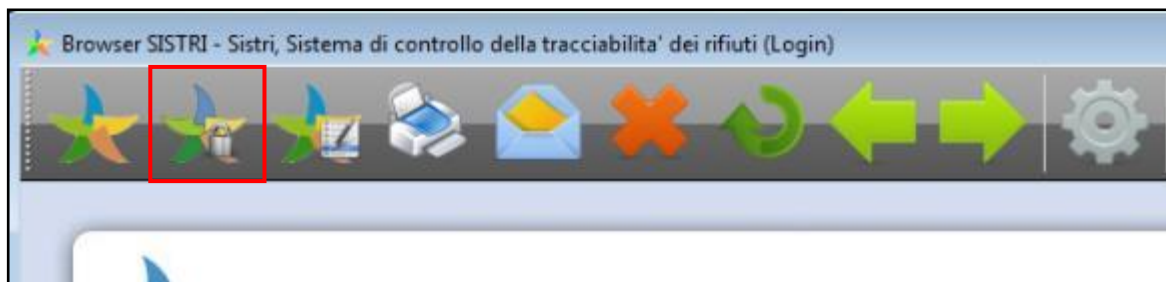 Browser SISTRI - Sistri, Sistema di controllo della tracciabilita' dei rifiuti (Login)